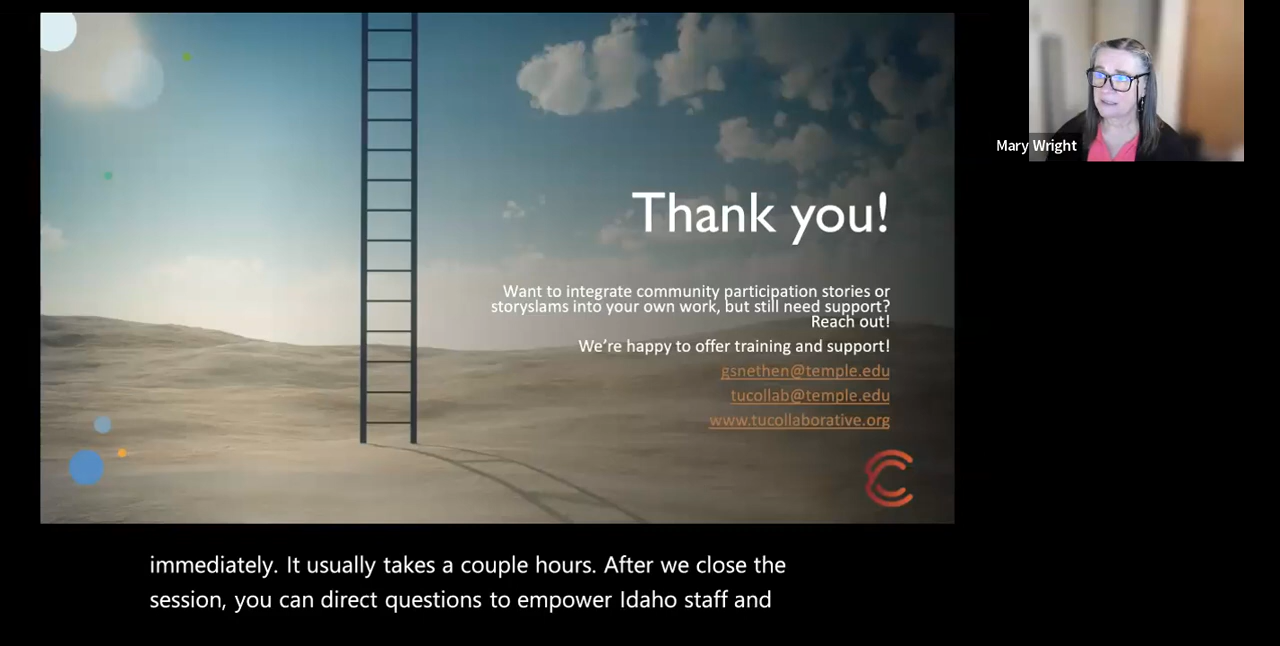 Thank you!
Want to integrate community participation stories or
storyslams into your own work, but still need support?
Reach out!
We're happy to offer training and support!
gsnethen@temple.edu
tucollab@temple.edu
www.tucollaborative.org
Mary Wright
immediately. It usually takes a couple hours. After we close the
session, you can direct questions to empower Idaho staff and